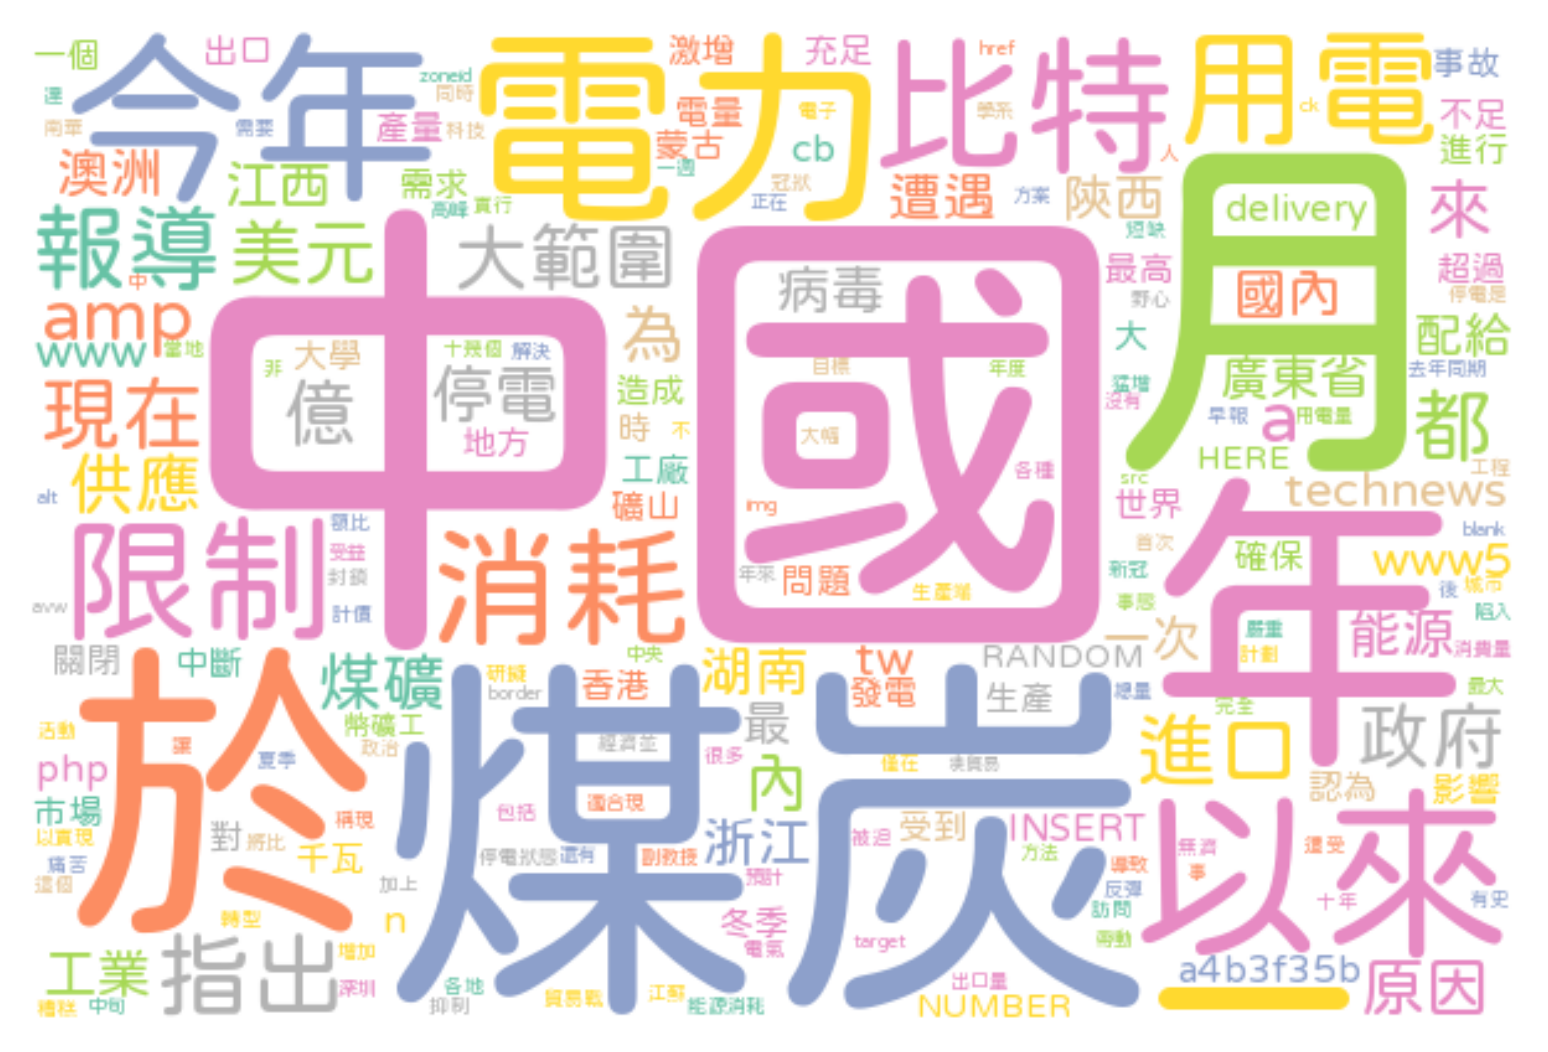 一個
出口
今年
電力
激增
充足
href
比特
用電
事故
zoneid
同時
達
南華
需要
產量
科技
電量
電子
學系
ck
不足
澳洲
江西
需求
蒙古
一週
cb
冠狀
人
進行
高峰
實行
正在
遭遇
方案
陝西
月
delivery
來
報導
美元
大範圍
短缺
中
中國
病毒
最高
野心
國內
超過
停電是
amp
www
當地
為
大
配給
非
大學
十幾個
解決
目標
年度
廣東省
去年同期
現在
億
停電
造成
猛增
沒有
早報
a
用電量
都
地方
時
不
大幅
HERE
供應
工廠
各種
src
technews
工程
alt
礦山
img
世界
年
限制
額比
受益
封鎖
計價
消耗
年來
問題
生產端
首次
新冠
事態
確保
blank
www5
後
城市
avw
陷入
關閉
中斷
煤礦
中央
湖南
tw
RANDOM
一次
嚴重
計劃
能源
消費量
於
研擬
border
香港
發電
生產
總量
完全
最大
活動
讓
幣礦工
政治
煤炭
經濟並
最
進口
政府
php
夏季
很多
內
僅在
獲貿易
認為
影響
市場
稱現
包括
適合現
以來
以實現
對
將比
千瓦
浙江
被迫
受到
INSERT
方法
無濟
遭受
痛苦
停電狀態
還有
副教授
導致
事
這個
加上
預計
反彈
十年
有史
轉型
n
冬季
訪問
工業
指出
增加
電氣
target
帶動
深圳
各地
出口量
a4b3f35b
原因
糟糕
中旬
抑制
貿易戰
江蘇
能源消耗
NUMBER
一